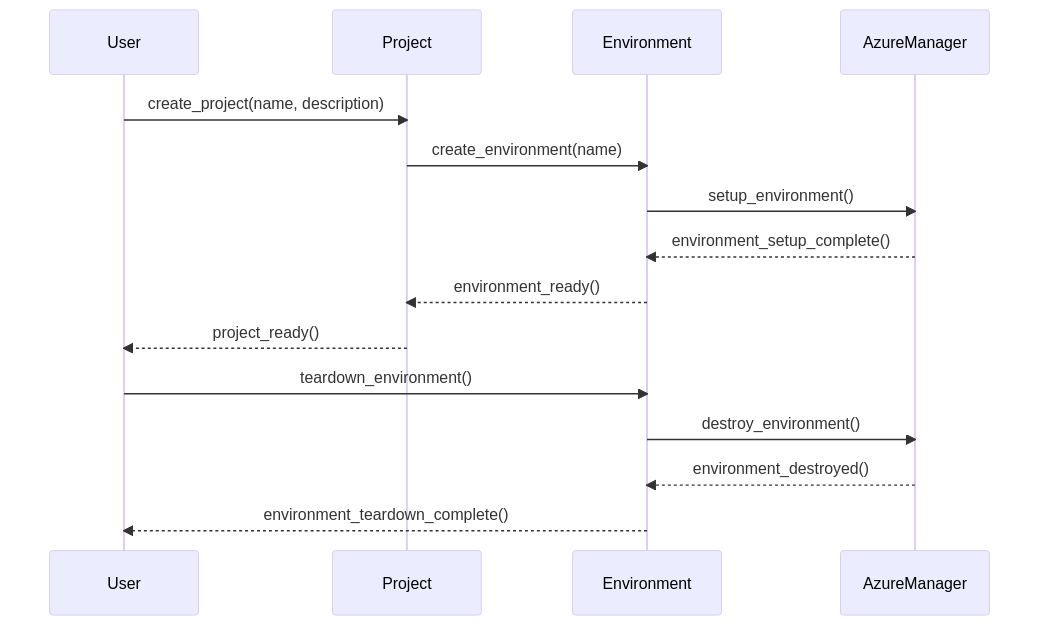 User
Project
Environment
AzureManager
create_project(name, description)
create_environment(name)
setup_environment()
environment_setup_complete()
environment_ready()
project_ready()
teardown_environment()
destroy_environment()
environment_destroyed()
environment_teardown_complete()
User
Project
Environment
AzureManager